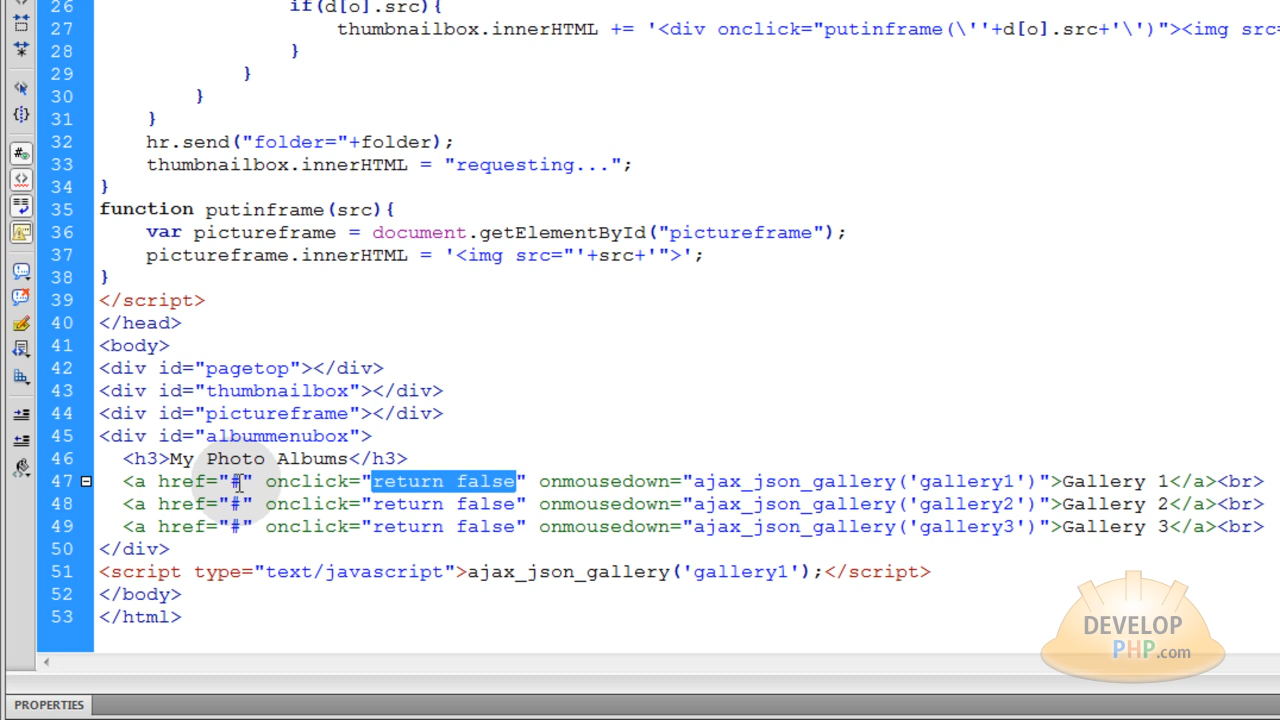 26 if(d[o].src){
27 thumbnailbox.innerHTML += '<div onclick="putinframe(\''+d[o].src+'\')"><img src=
28 }
29 }
30 }
31 }
32 hr.send("folder="+folder);
33 thumbnailbox.innerHTML = "requesting...";
34 }
35 function putinframe(src){
36 var pictureframe = document.getElementById("pictureframe");
37 pictureframe.innerHTML = '<img src="'+src+'">';
38 }
39 </script>
40 </head>
41 <body>
42 <div id="pagetop"></div>
43 <div id="thumbnailbox"></div>
44 <div id="pictureframe"></div>
45 <div id="albummenubox">
46 <h3>My Photo Albums</h3>
47 <a href="#" onclick="return false" onmousedown="ajax_json_gallery('gallery1')">Gallery 1</a><br>
48 <a href="#" onclick="return false" onmousedown="ajax_json_gallery('gallery2')">Gallery 2</a><br>
49 <a href="#" onclick="return false" onmousedown="ajax_json_gallery('gallery3')">Gallery 3</a><br>
50 </div>
51 <script type="text/javascript">ajax_json_gallery('gallery1');</script>
52 </body>
53 </html>
DEVELOP
PHP.com
PROPERTIES